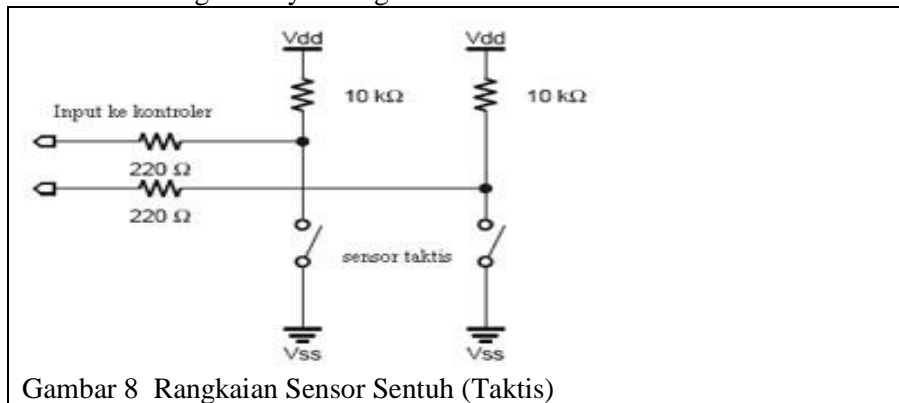 Vdd Vdd
10 kΩ 10 kΩ
Input ke kontroler
220 Ω
220 Ω
sensor taktis
Vss Vss
Gambar 8 Rangkaian Sensor Sentuh (Taktis)